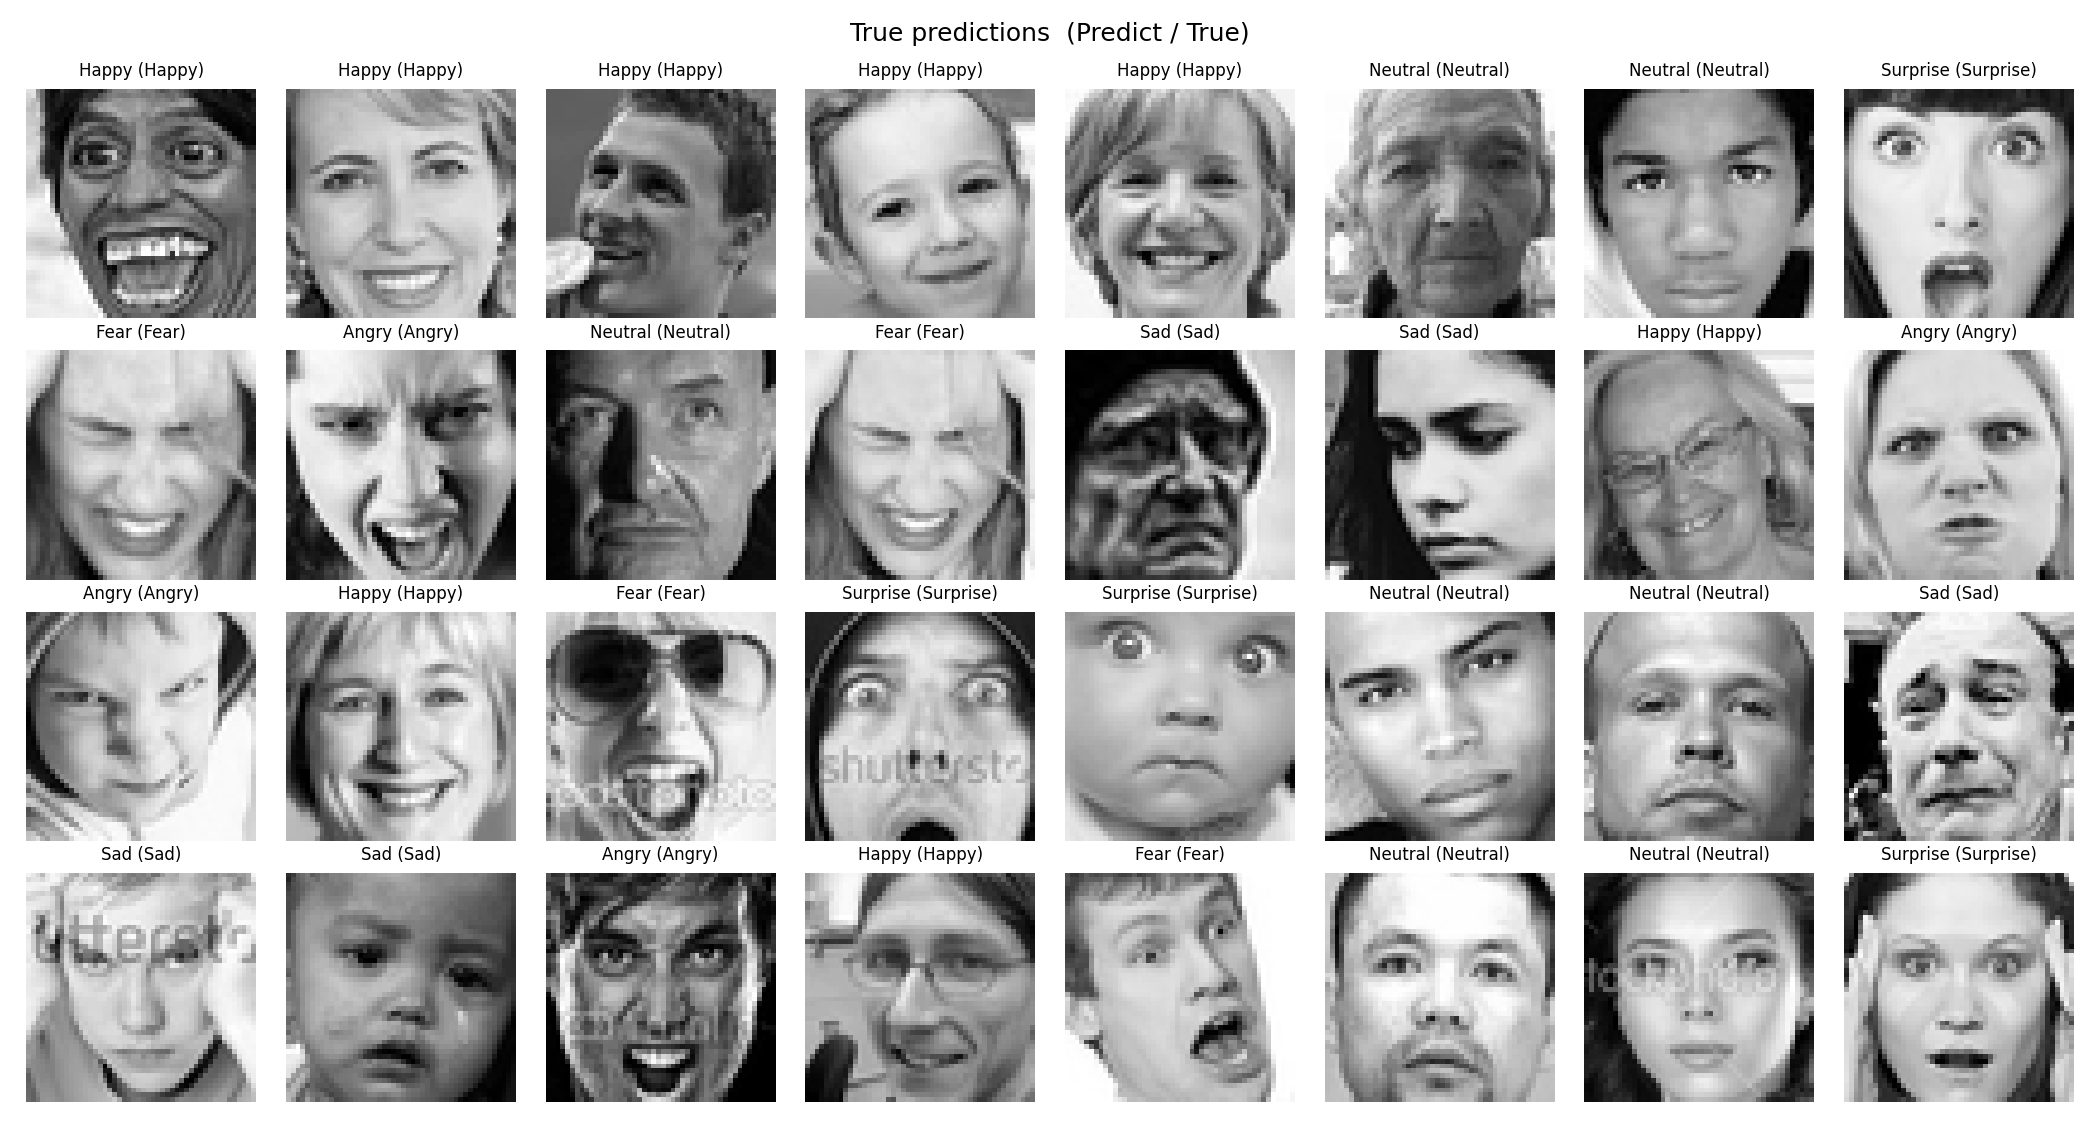 True predictions (Predict / True)
Happy (Happy) Happy (Happy) Happy (Happy) Happy (Happy) Happy (Happy) Neutral (Neutral) Neutral (Neutral) Surprise (Surprise)
Fear (Fear) Angry (Angry) Neutral (Neutral) Fear (Fear) Sad (Sad) Sad (Sad) Happy (Happy) Angry (Angry)
Angry (Angry) Happy (Happy) Fear (Fear) Surprise (Surprise) Surprise (Surprise) Neutral (Neutral) Neutral (Neutral) Sad (Sad)
shuttersto
Sad (Sad) Sad (Sad) Angry (Angry) Happy (Happy) Fear (Fear) Neutral (Neutral) Neutral (Neutral) Surprise (Surprise)